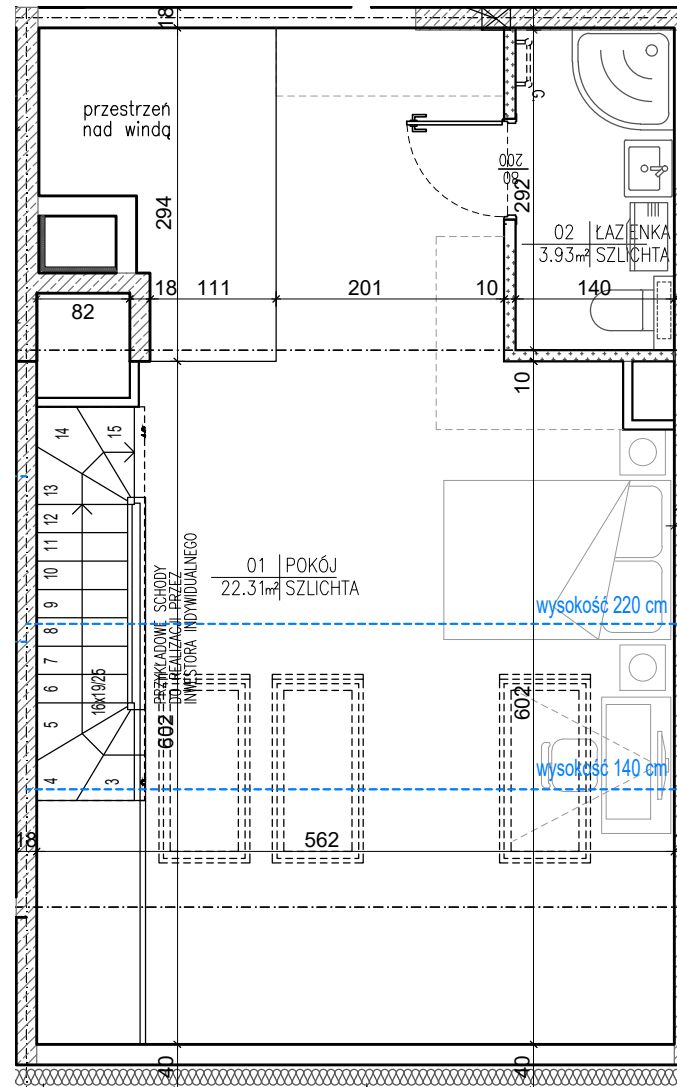 18
przestrzeń
nad windą
294
G
80
200
292
02 ŁAZIENKA
3.93m² SZLICHTA
82
18
111
201
10
140
10
14
15
13
12
11
10
9
8
7
6
5
4
3
16x19/25
PRZYKŁADOWE SCHODY
DO REALIZACJI PRZEZ
INWESTORA INDYWIDUALNEGO
01 POKÓJ
22.31m² SZLICHTA
wysokość 220 cm
602
602
wysokość 140 cm
18
562
40
40